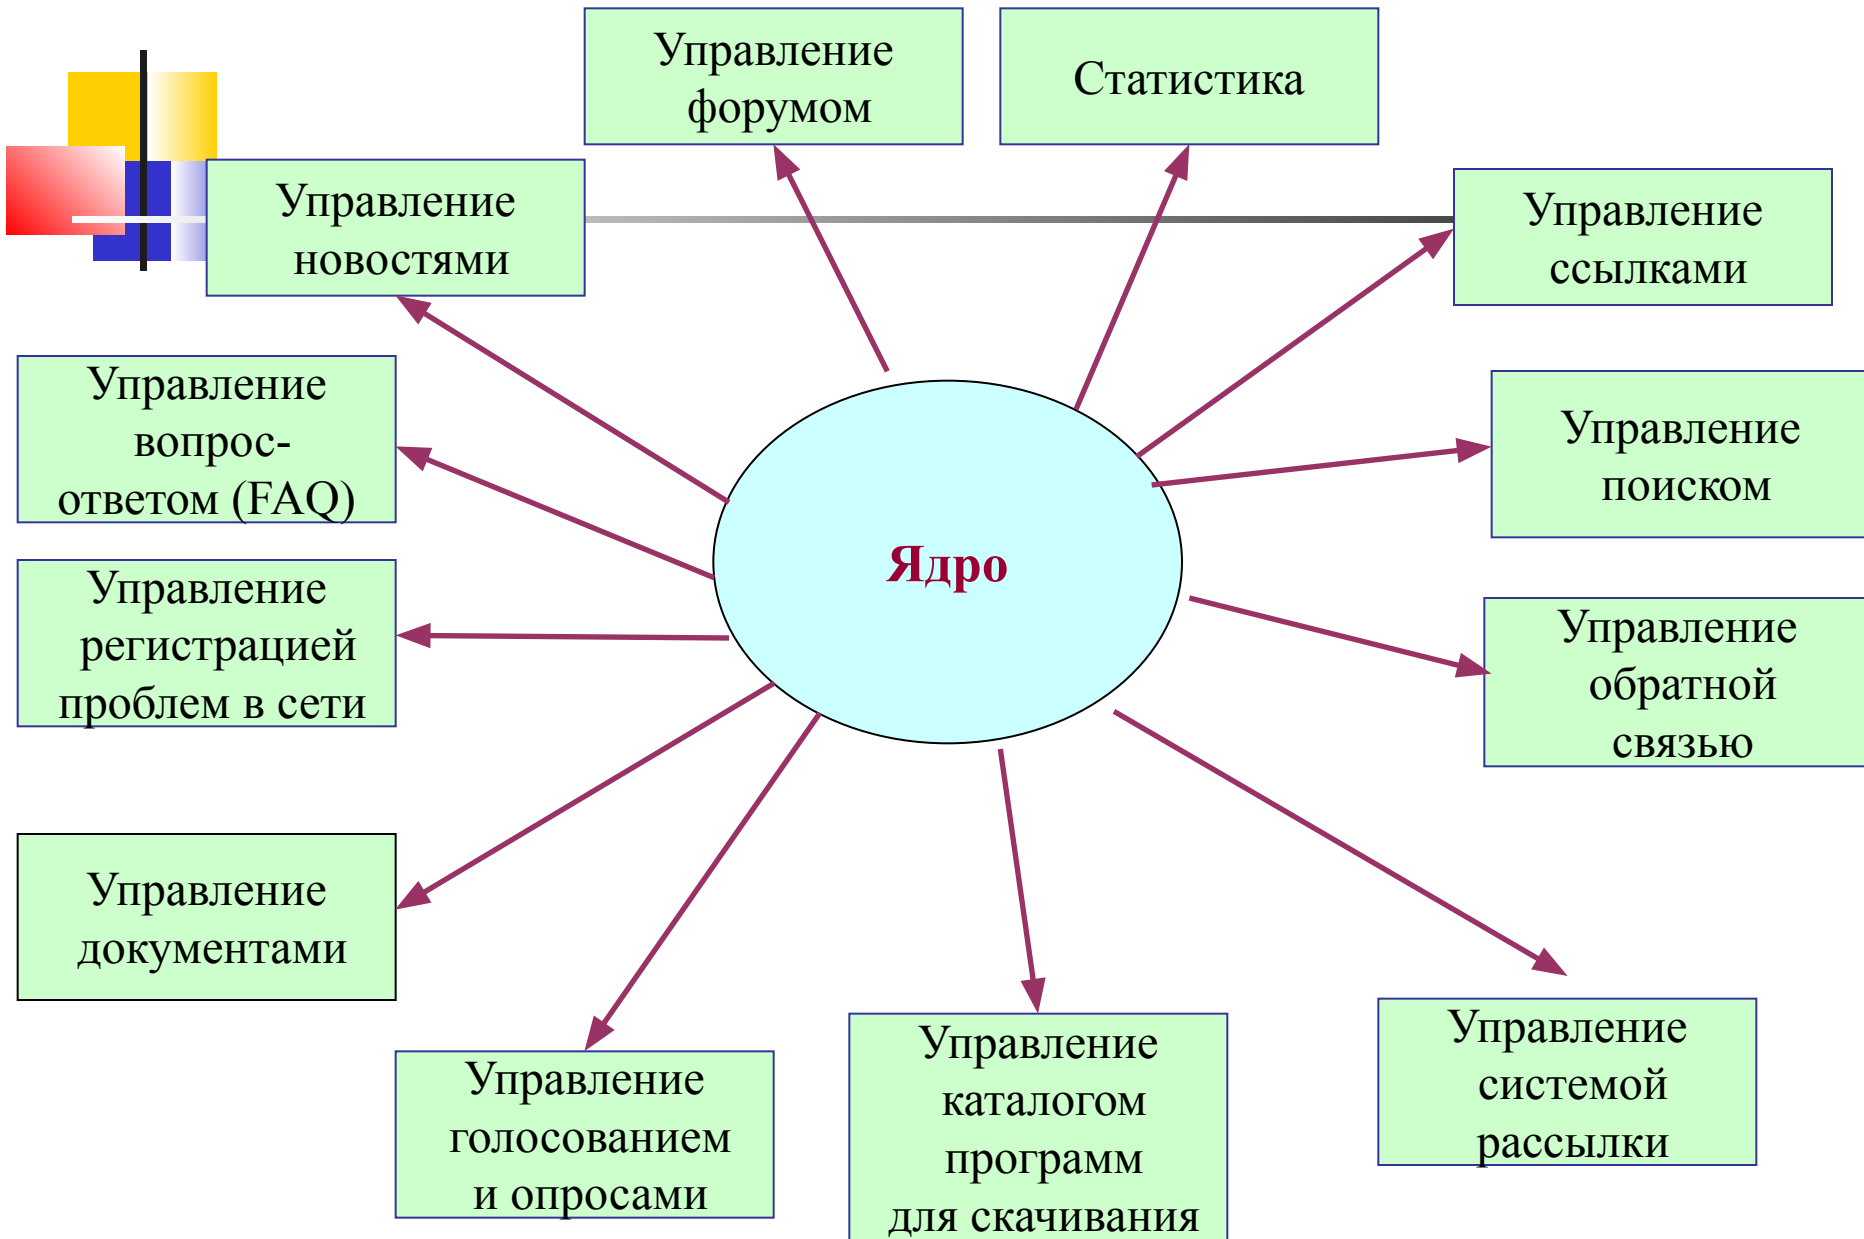 Управление
форумом
Статистика
Управление
новостями
Управление
ссылками
Управление
вопрос-
ответом (FAQ)
Управление
поиском
Ядро
Управление
регистрацией
проблем в сети
Управление
обратной
связью
Управление
документами
Управление
голосованием
и опросами
Управление
каталогом
программ
для скачивания
Управление
системой
рассылки